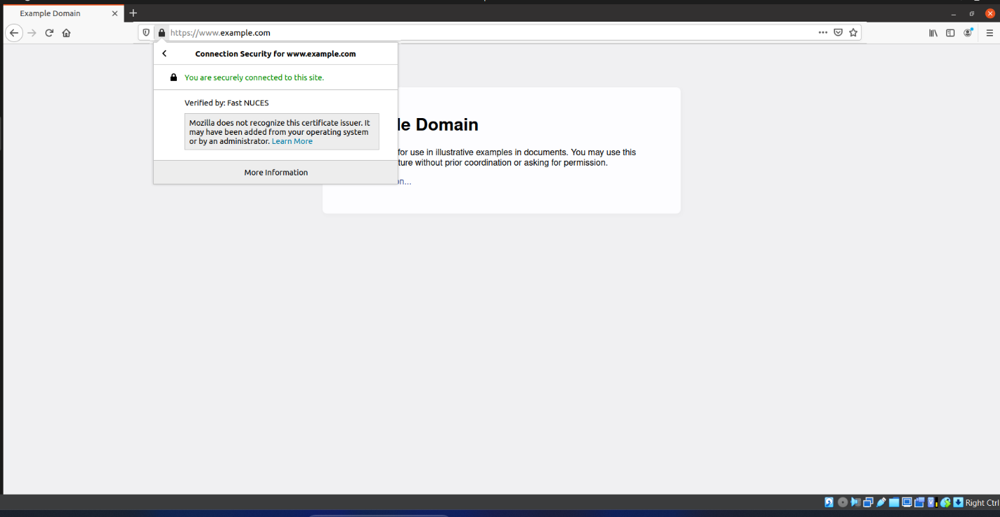 Example Domain
https://www.example.com
Connection Security for www.example.com
You are securely connected to this site.
Verified by: Fast NUCES
Mozilla does not recognize this certificate issuer. It
may have been added from your operating system
or by an administrator. Learn More
More Information
le Domain
for use in illustrative examples in documents. You may use this
ture without prior coordination or asking for permission.
on...
Right Ctrl